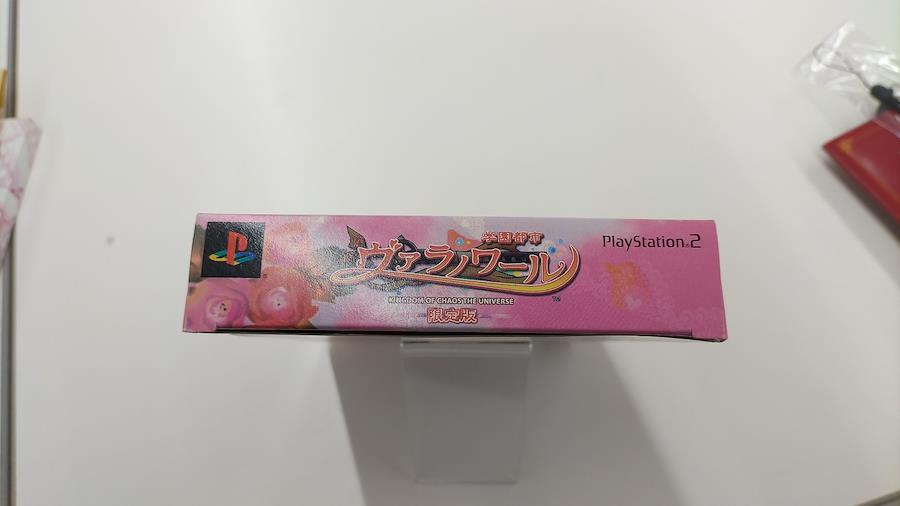 学園都市
ヴァラノワール
KINGDOM OF CHAOS THE UNIVERSE
TM
限定版
PlayStation®2